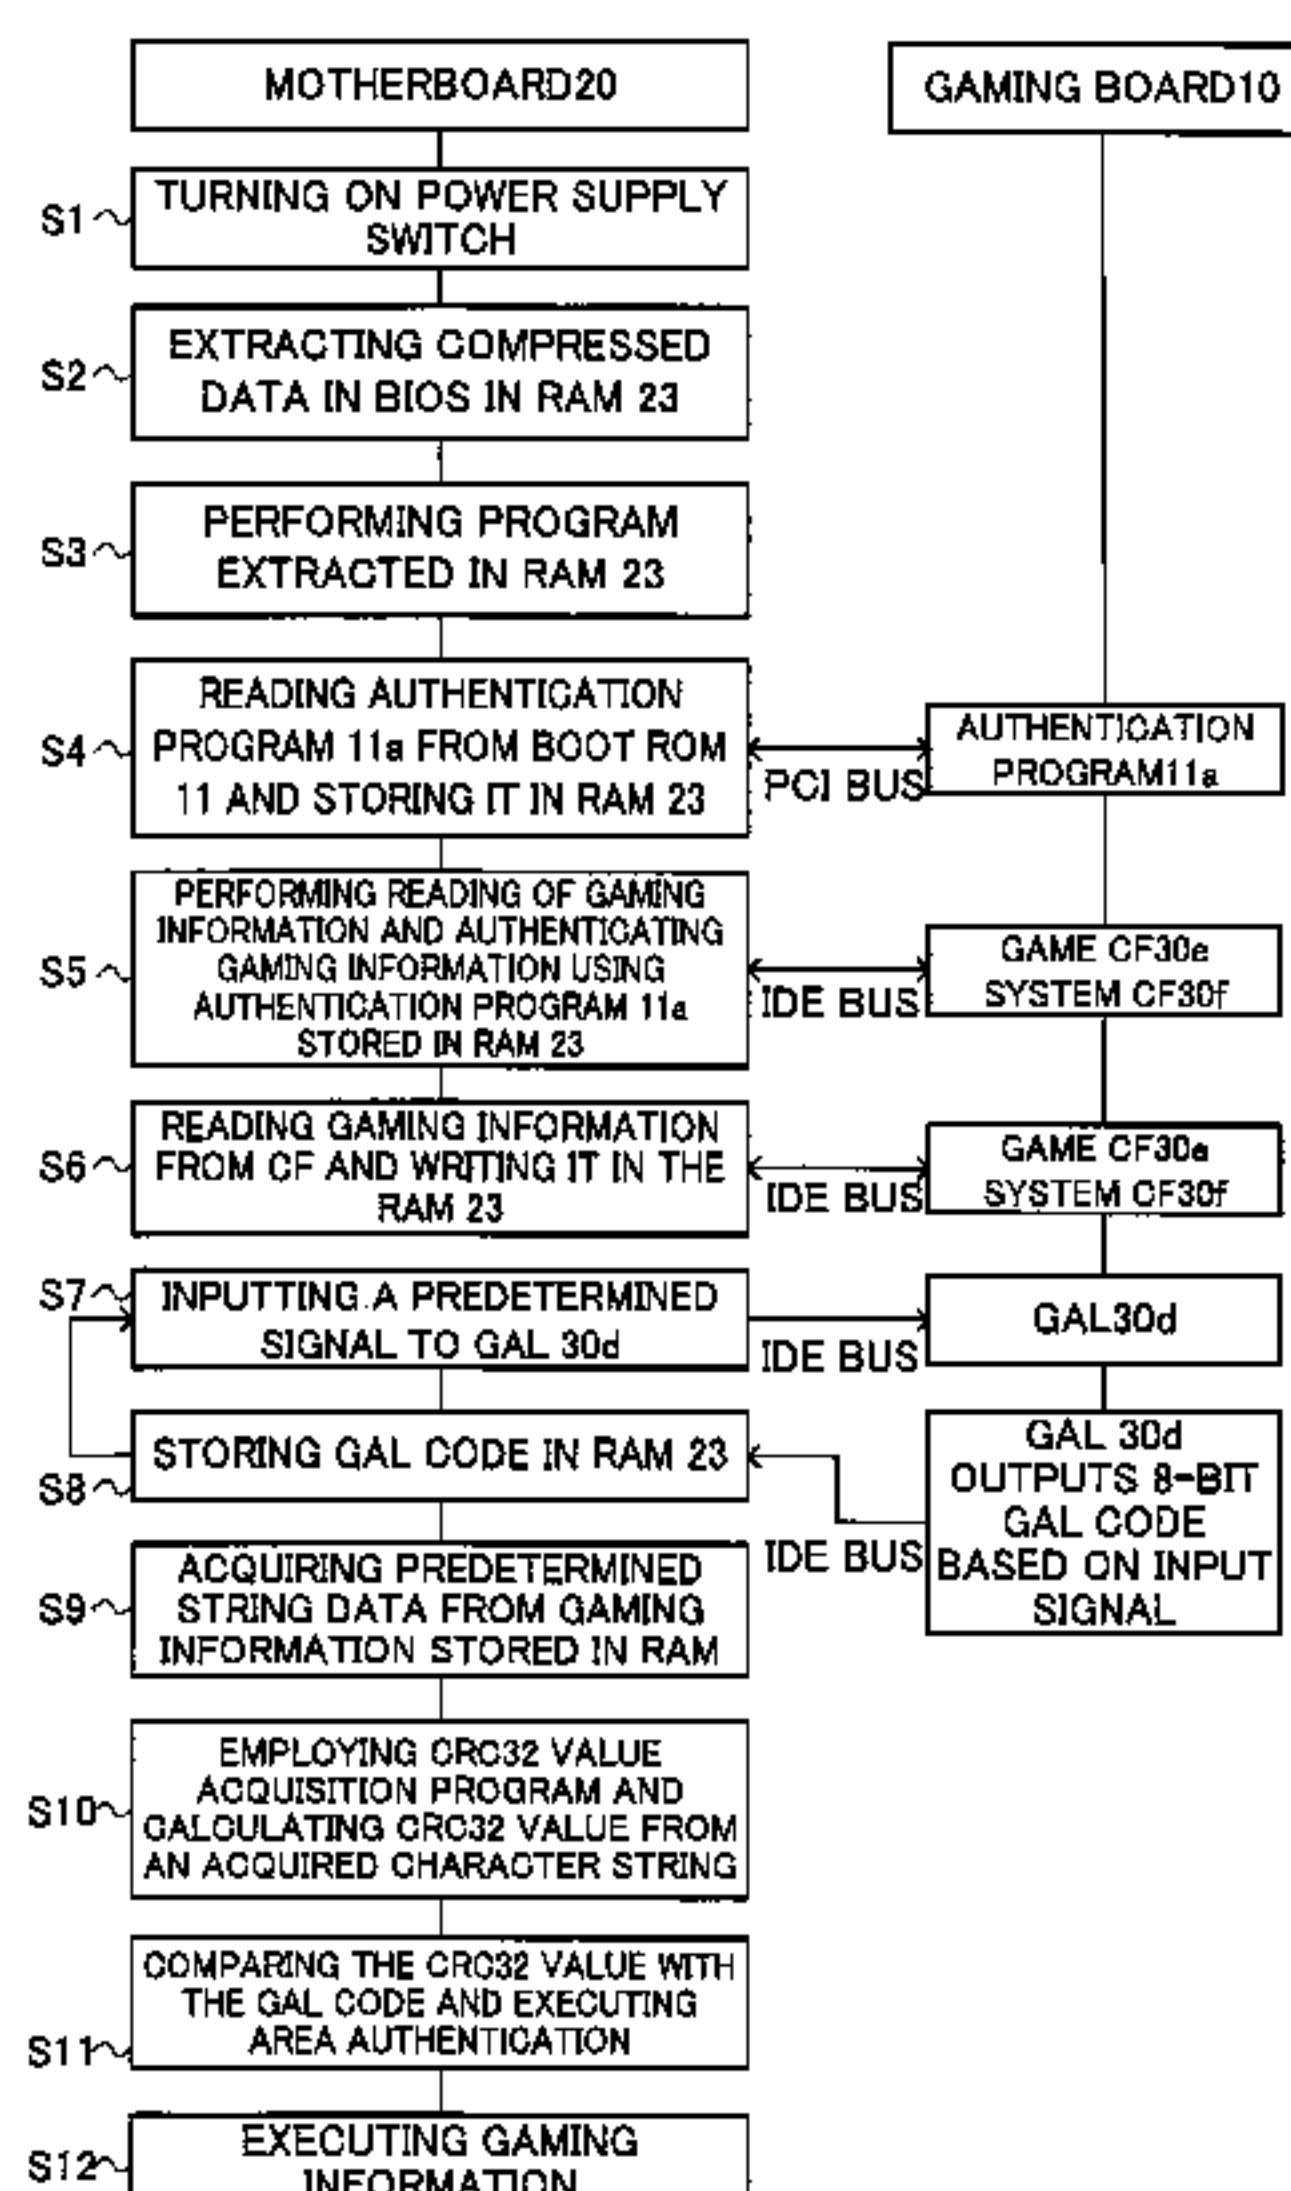 MOTHERBOARD20
GAMING BOARD10
S1
TURNING ON POWER SUPPLY
SWITCH
S2
EXTRACTING COMPRESSED
DATA IN BIOS IN RAM 23
S3
PERFORMING PROGRAM
EXTRACTED IN RAM 23
S4
READING AUTHENTICATION
PROGRAM 11a FROM BOOT ROM
11 AND STORING IT IN RAM 23
PCI BUS
AUTHENTICATION
PROGRAM11a
S5
PERFORMING READING OF GAMING
INFORMATION AND AUTHENTICATING
GAMING INFORMATION USING
AUTHENTICATION PROGRAM 11a
STORED IN RAM 23
IDE BUS
GAME CF30e
SYSTEM CF30f
S6
READING GAMING INFORMATION
FROM CF AND WRITING IT IN THE
RAM 23
IDE BUS
GAME CF30e
SYSTEM CF30f
S7
INPUTTING A PREDETERMINED
SIGNAL TO GAL 30d
IDE BUS
GAL30d
S8
STORING GAL CODE IN RAM 23
IDE BUS
GAL 30d
OUTPUTS 8-BIT
GAL CODE
BASED ON INPUT
SIGNAL
S9
ACQUIRING PREDETERMINED
STRING DATA FROM GAMING
INFORMATION STORED IN RAM
S10
EMPLOYING CRC32 VALUE
ACQUISITION PROGRAM AND
CALCULATING CRC32 VALUE FROM
AN ACQUIRED CHARACTER STRING
S11
COMPARING THE CRC32 VALUE WITH
THE GAL CODE AND EXECUTING
AREA AUTHENTICATION
S12
EXECUTING GAMING
INFORMATION